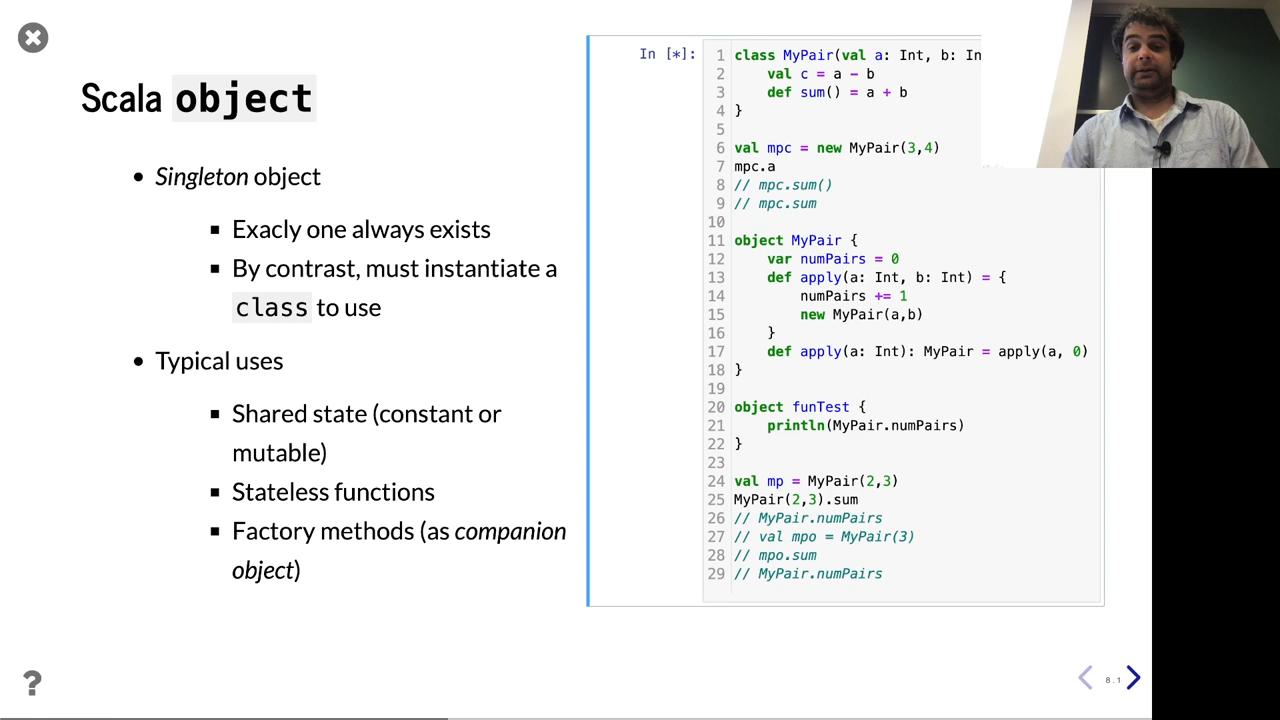 Scala object
Singleton object
Exacly one always exists
By contrast, must instantiate a
class to use
Typical uses
Shared state (constant or
mutable)
Stateless functions
Factory methods (as companion
object)
In [*]:
1 class MyPair(val a: Int, b: In
2 val c = a - b
3 def sum() = a + b
4 }
5
6 val mpc = new MyPair(3,4)
7 mpc.a
8 // mpc.sum()
9 // mpc.sum
10
11 object MyPair {
12 var numPairs = 0
13 def apply(a: Int, b: Int) = {
14 numPairs += 1
15 new MyPair(a,b)
16 }
17 def apply(a: Int): MyPair = apply(a, 0)
18 }
19
20 object funTest {
21 println(MyPair.numPairs)
22 }
23
24 val mp = MyPair(2,3)
25 MyPair(2,3).sum
26 // MyPair.numPairs
27 // val mpo = MyPair(3)
28 // mpo.sum
29 // MyPair.numPairs
?
8.1